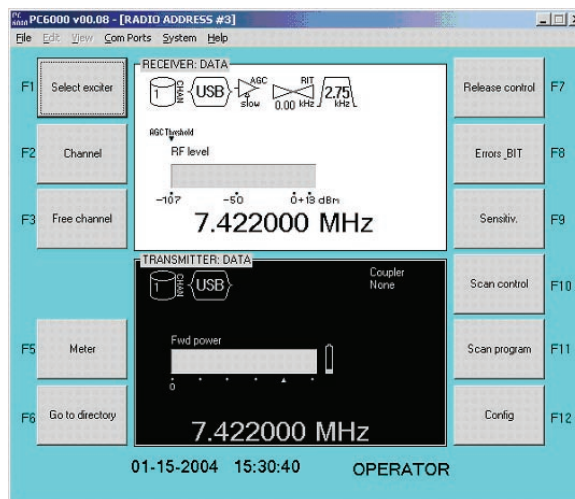 PC6000 v00.08 - [RADIO ADDRESS #3]
File Edit View Com Ports System Help
F1 Select exciter
F2 Channel
F3 Free channel
F5 Meter
F6 Go to directory
RECEIVER: DATA
1 CHAN USB AGC slow RIT 0.00 kHz 2.75 kHz
AGC Threshold
RF level
-107 -50 0 +13 dBm
7.422000 MHz
TRANSMITTER: DATA
1 CHAN USB
Coupler
None
Fwd power
0
7.422000 MHz
Release control F7
Errors_BIT F8
Sensitiv. F9
Scan control F10
Scan program F11
Config F12
01-15-2004 15:30:40 OPERATOR